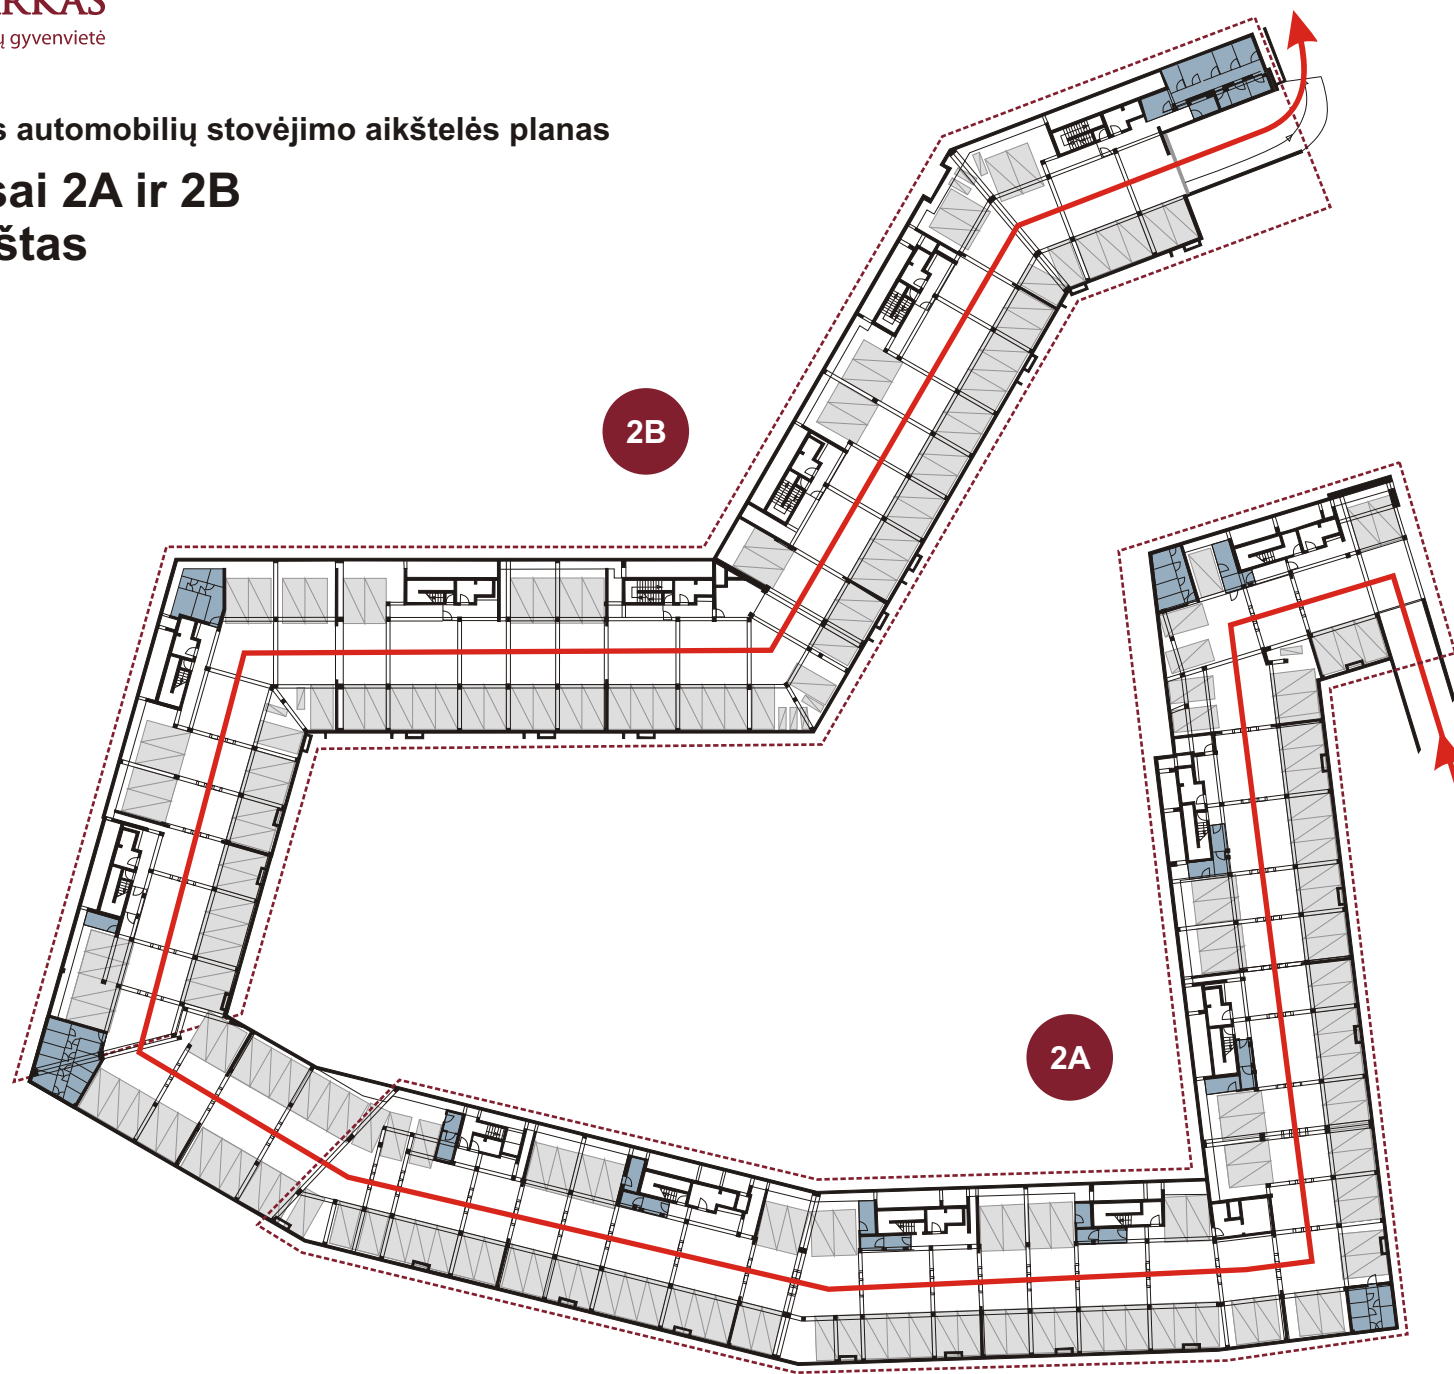 ų gyvenvietė
s automobilių stovėjimo aikštelės planas
sai 2A ir 2B
štas
2B
2A